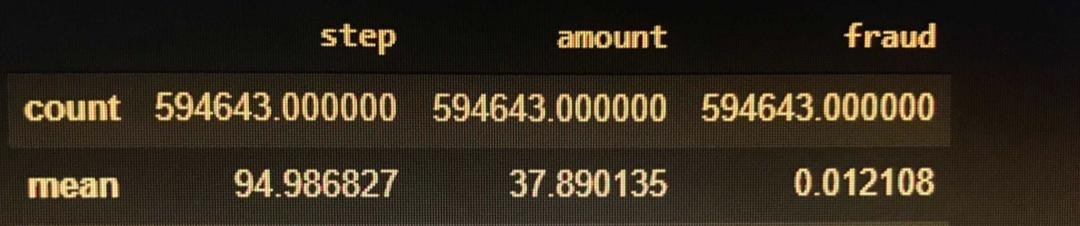 step amount fraud
count 594643.000000 594643.000000 594643.000000
mean 94.986827 37.890135 0.012108